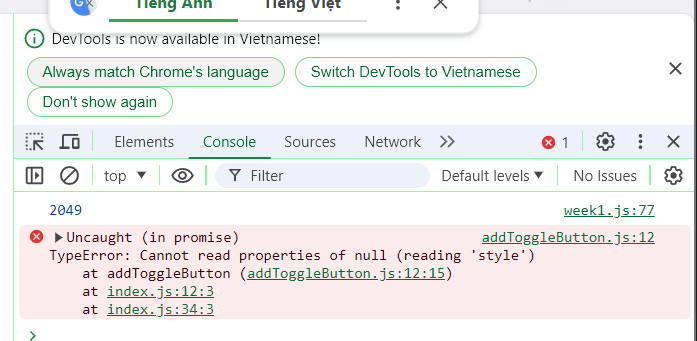 Tiếng Anh Tiếng Việt
DevTools is now available in Vietnamese!
Always match Chrome's language Switch DevTools to Vietnamese
Don't show again
Elements Console Sources Network 1
top Filter Default levels No Issues
2049 week1.js:77
Uncaught (in promise) addToggleButton.js:12
TypeError: Cannot read properties of null (reading 'style')
at addToggleButton (addToggleButton.js:12:15)
at index.js:12:3
at index.js:34:3